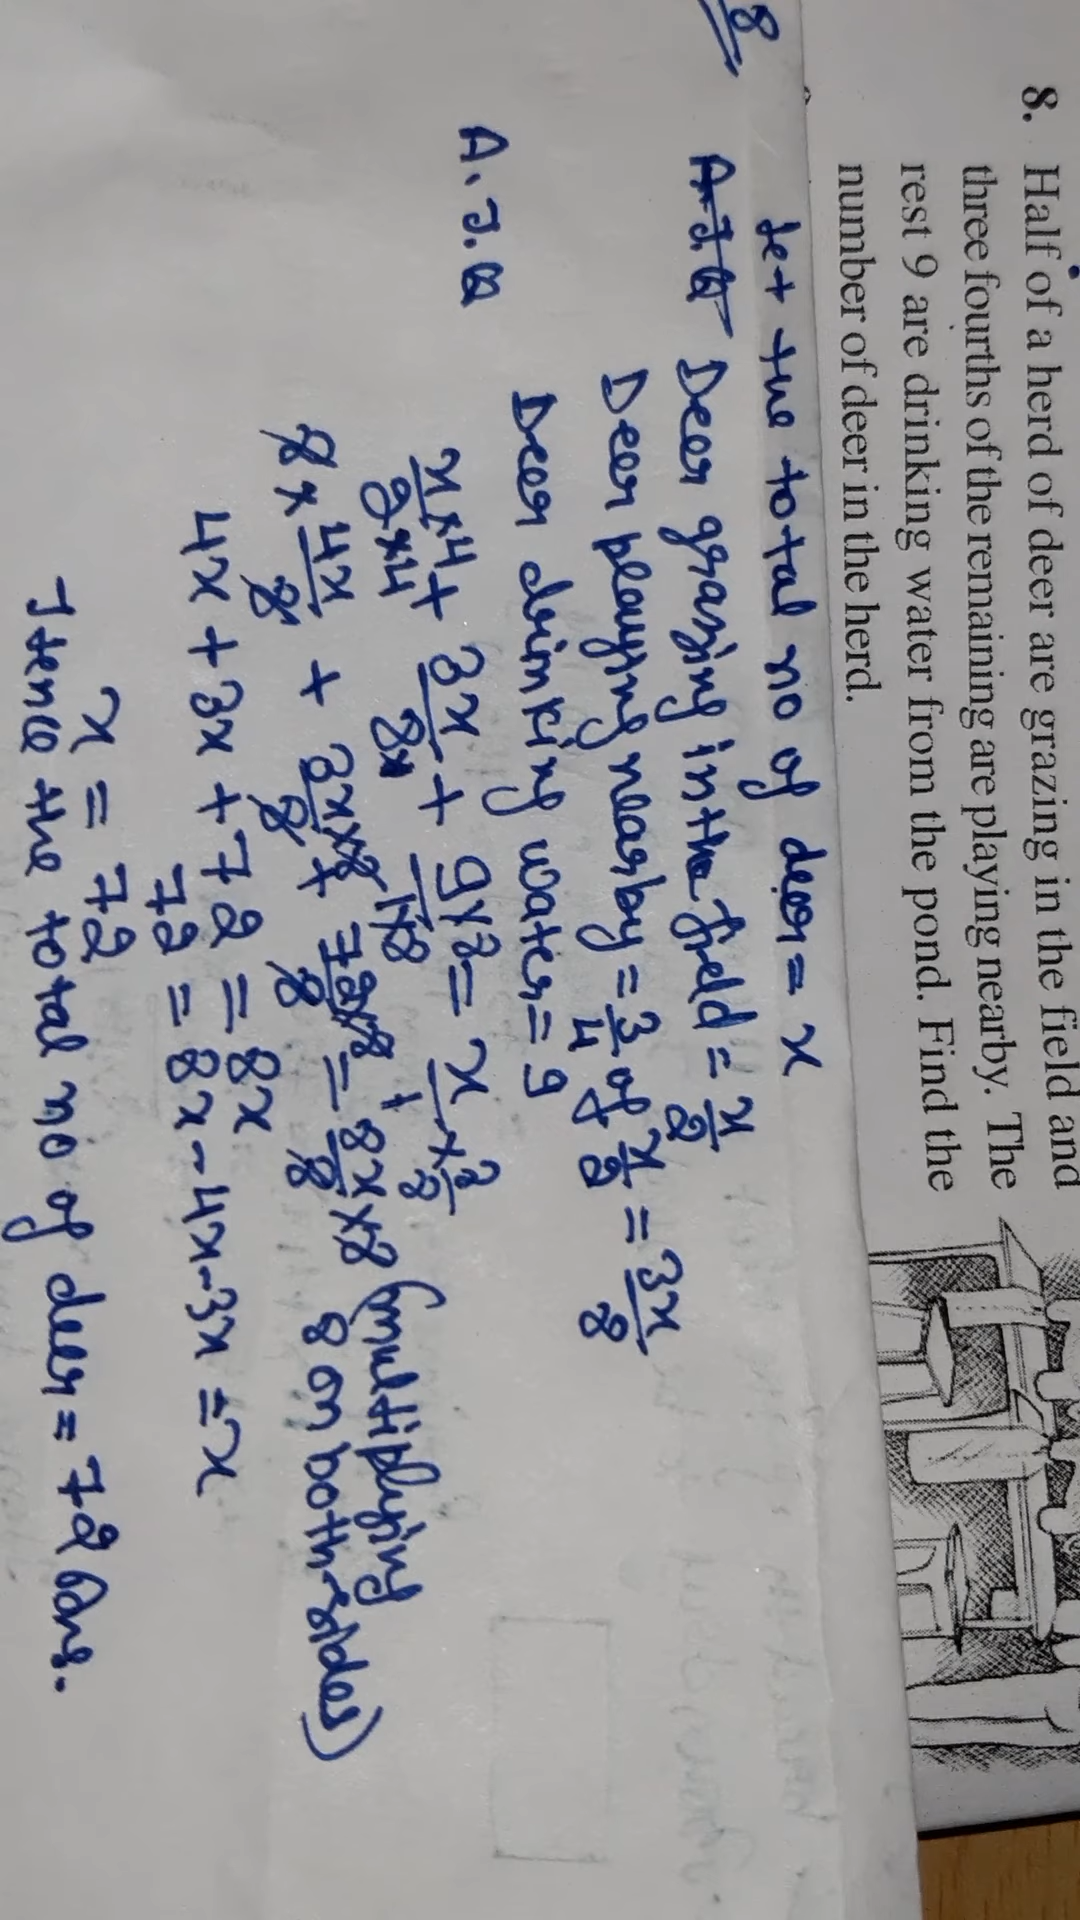 8. Half of a herd of deer are grazing in the field and
three fourths of the remaining are playing nearby. The
rest 9 are drinking water from the pond. Find the
number of deer in the herd.
8
let the total no of deer = x
A.T.Q Deer grazing in the field = x/2
Deer playing nearby = 3/4 of x/2 = 3x/8
Deer drinking water = 9
A.T.Q
x×4/2×4 + 3x/8 + 9×8/1×8 = x/1 ×8/8
8 × 4x/8 + 3x×8/8 + 72×8/8 = 8x×8/8 (multiplying
8 on both sides)
4x + 3x + 72 = 8x
72 = 8x - 4x - 3x = x
x = 72
Hence the total no of deer = 72 Ans.